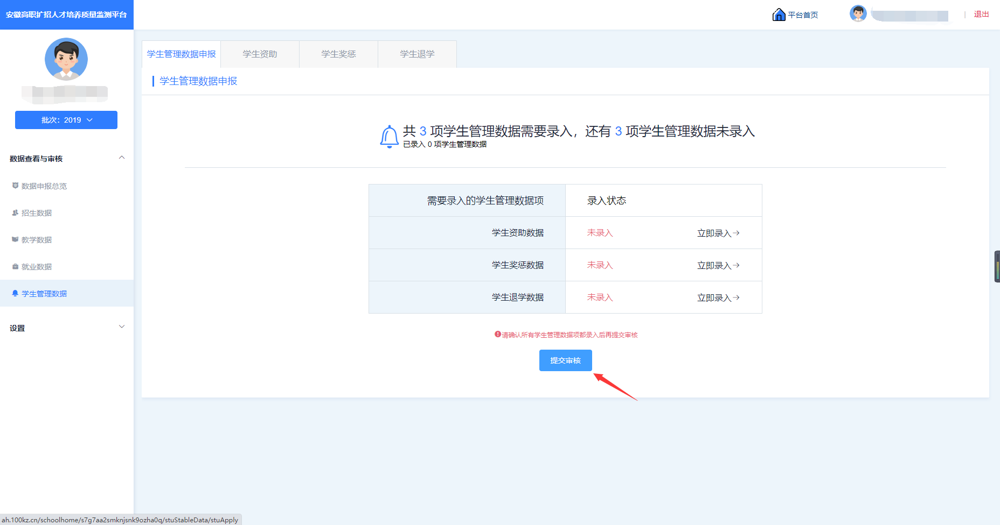 安徽高职扩招人才培养质量监测平台
平台首页
| 退出
批次：2019
数据查看与审核
数据申报总览
招生数据
教学数据
就业数据
学生管理数据
设置
学生管理数据申报 学生资助 学生奖惩 学生退学
学生管理数据申报
共 3 项学生管理数据需要录入，还有 3 项学生管理数据未录入
已录入 0 项学生管理数据
需要录入的学生管理数据项 录入状态
学生资助数据 未录入 立即录入→
学生奖惩数据 未录入 立即录入→
学生退学数据 未录入 立即录入→
请确认所有学生管理数据项都录入后再提交审核
提交审核
ah.100kz.cn/schoolhome/s7g7aa2smknjsnk9ozha0q/stuStableData/stuApply